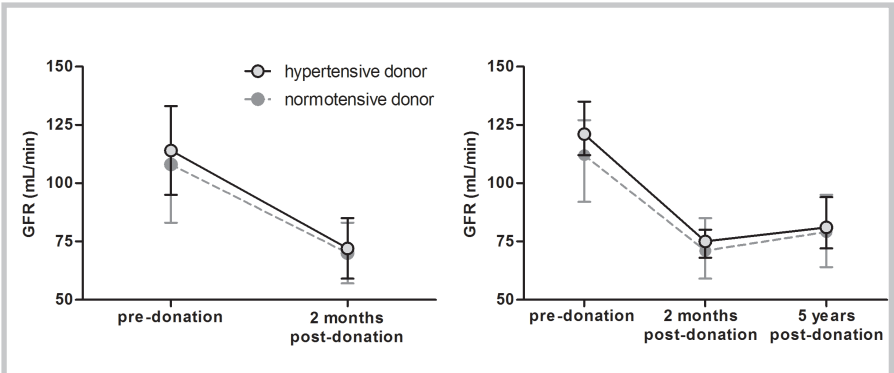 150
125
100
75
50
GFR (mL/min)
hypertensive donor
normotensive donor
pre-donation
2 months
post-donation
150
125
100
75
50
GFR (mL/min)
pre-donation
2 months
post-donation
5 years
post-donation